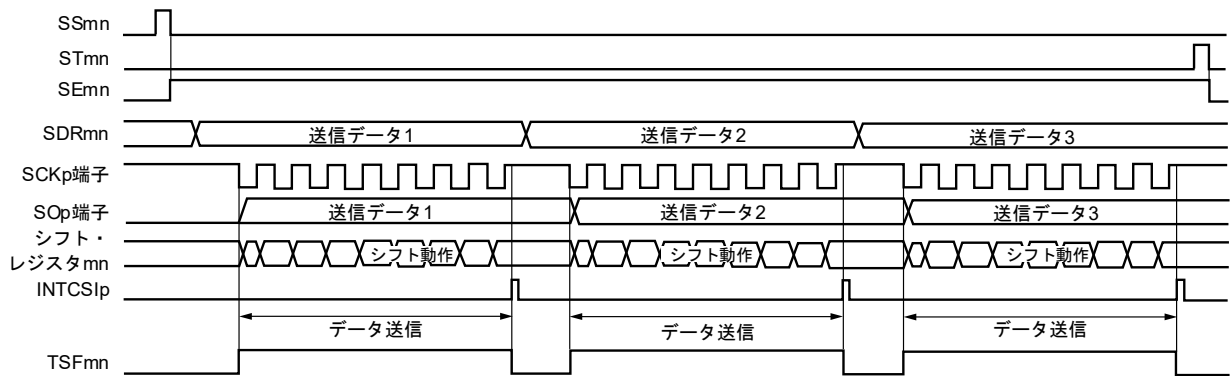 SSmn
STmn
SEmn
SDRmn
送信データ1
送信データ2
送信データ3
SCKp端子
SOp端子
送信データ1
送信データ2
送信データ3
シフト・
レジスタmn
シフト動作
シフト動作
シフト動作
INTCSIp
データ送信
データ送信
データ送信
TSFmn